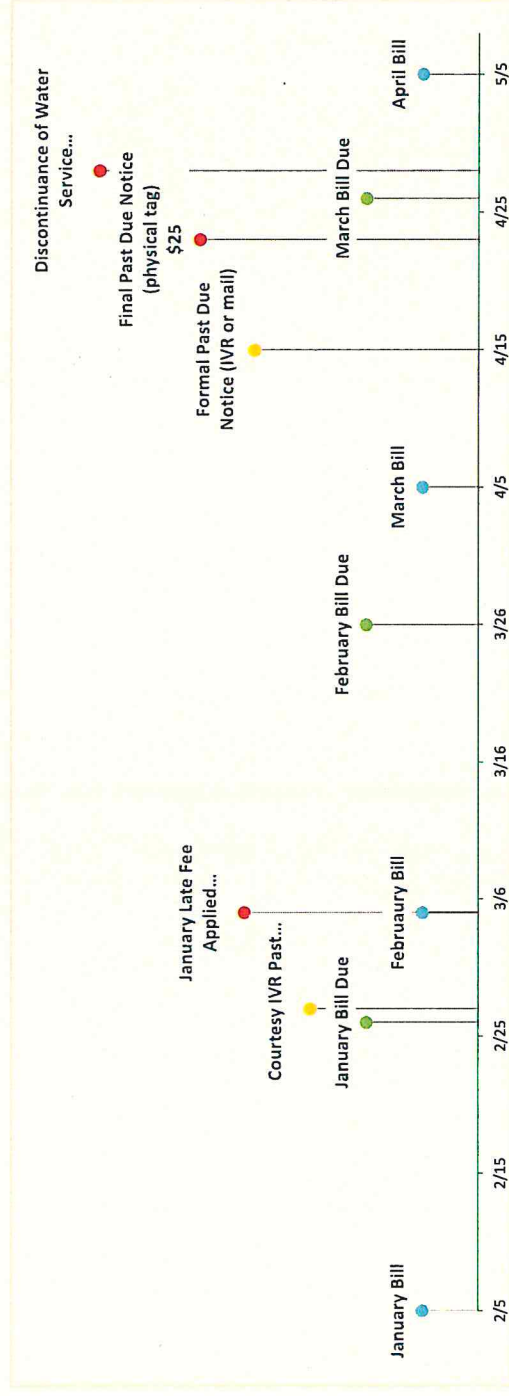 Discontinuance of Water
Service...
Final Past Due Notice
(physical tag)
$25
Formal Past Due
Notice (IVR or mail)
January Late Fee
Applied...
Courtesy IVR Past...
January Bill Due
February Bill Due
March Bill Due
January Bill
Februaury Bill
March Bill
April Bill
2/5
2/15
2/25
3/6
3/16
3/26
4/5
4/15
4/25
5/5